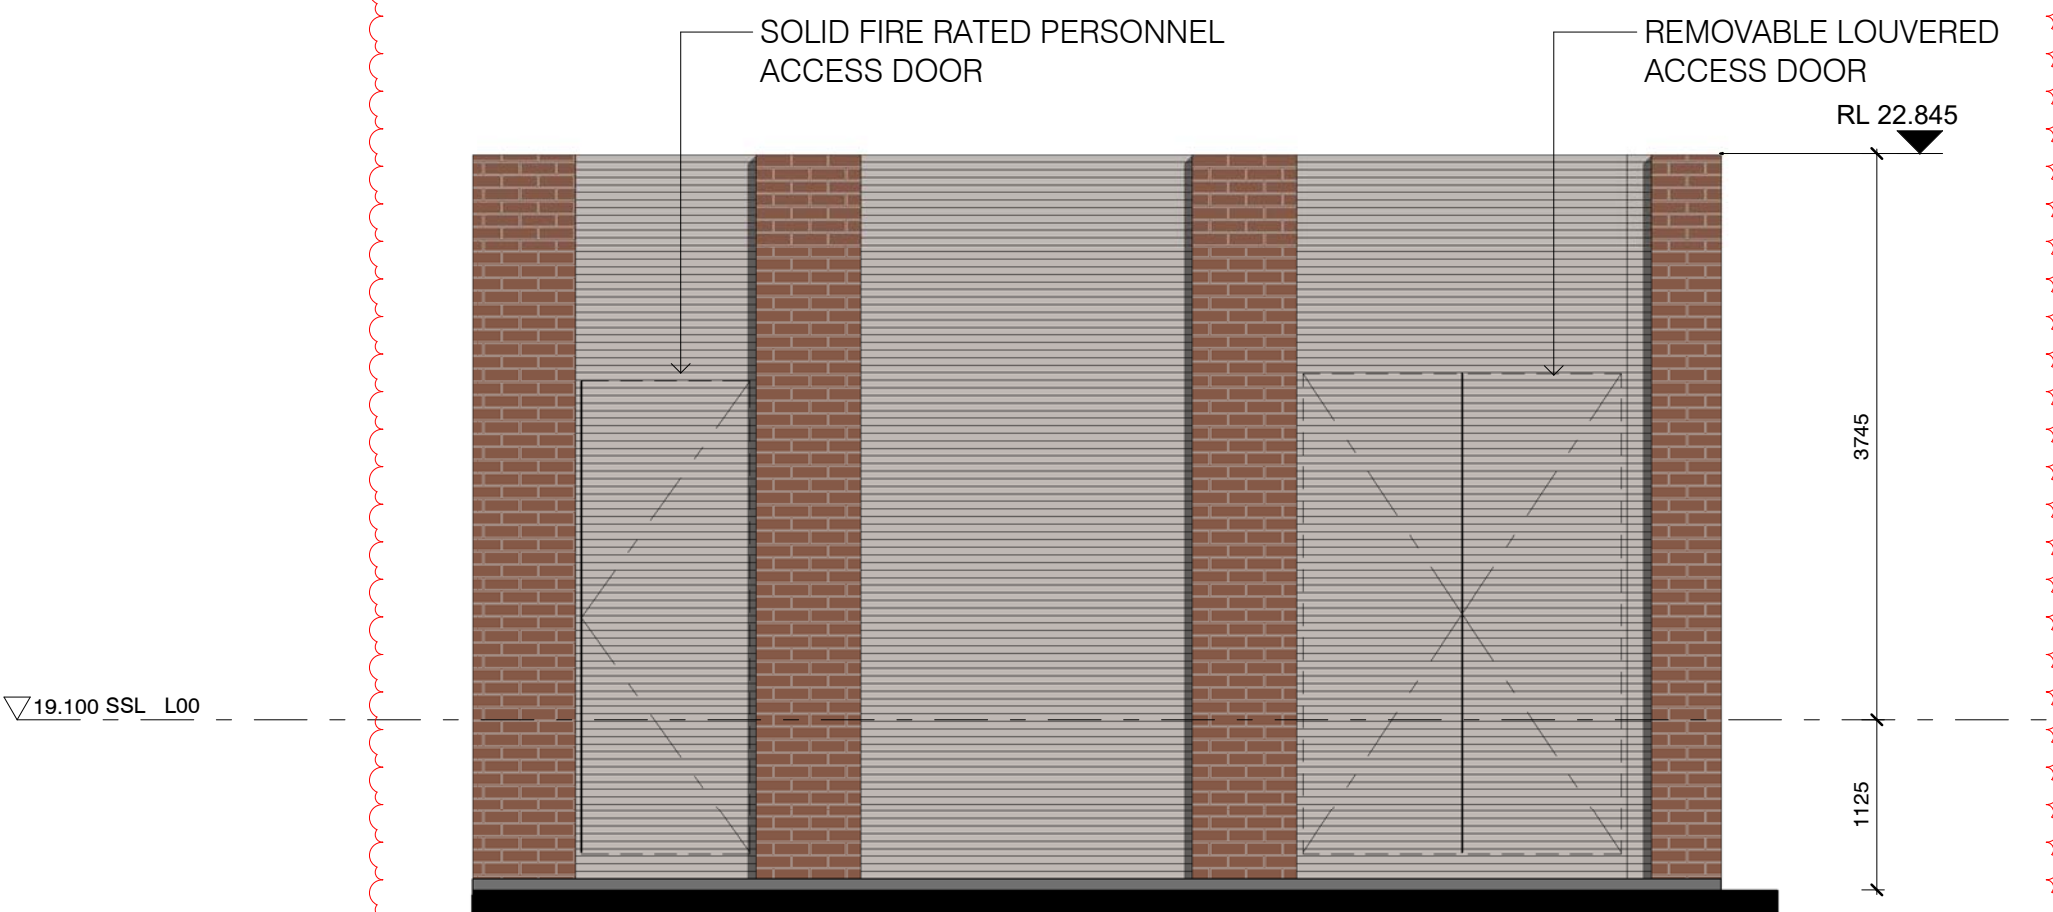 SOLID FIRE RATED PERSONNEL
ACCESS DOOR
REMOVABLE LOUVERED
ACCESS DOOR
RL 22.845
3745
19.100 SSL L00
1125